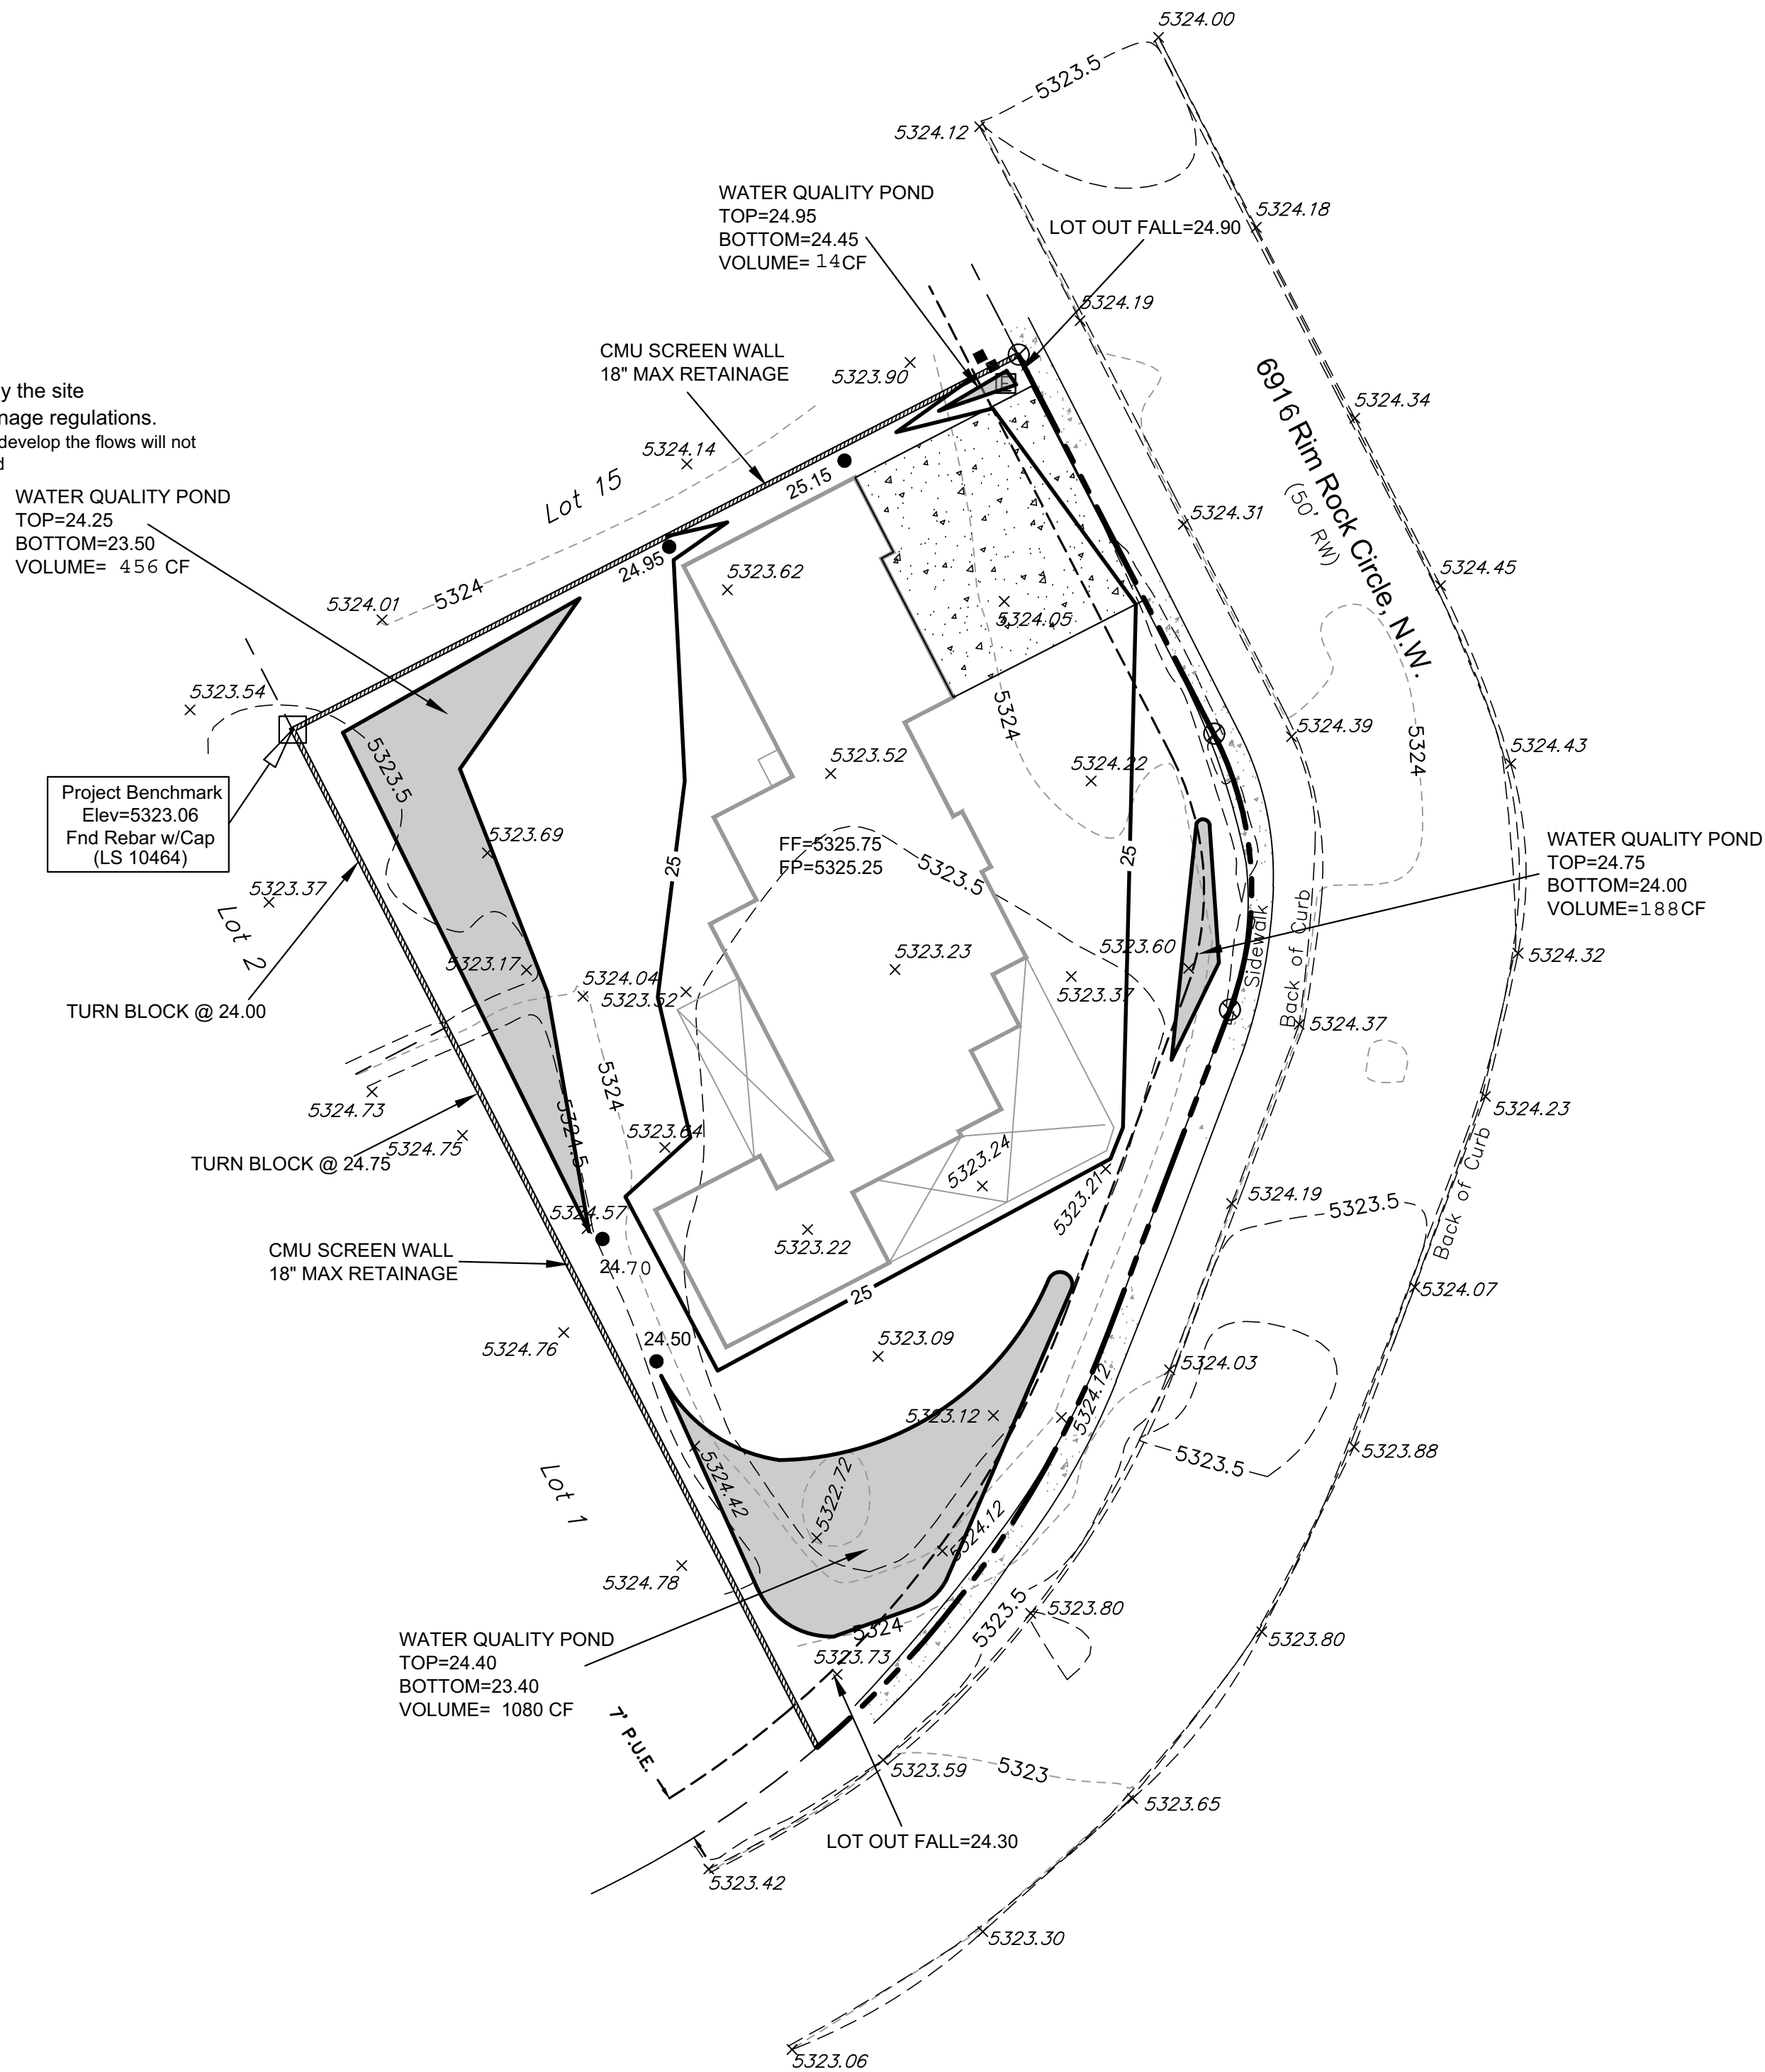 5324.00
5323.5
5324.12
WATER QUALITY POND
TOP=24.95
BOTTOM=24.45
VOLUME= 14CF
LOT OUT FALL=24.90
5324.18
5324.19
CMU SCREEN WALL
18" MAX RETAINAGE
5323.90
y the site
nage regulations.
develop the flows will not
d
5324.34
6916 Rim Rock Circle, N.W.
(50' RW)
5324.14
Lot 15
25.15
WATER QUALITY POND
TOP=24.25
BOTTOM=23.50
VOLUME= 456 CF
5324.31
24.95
5323.62
5324.45
5324.01
5324
5324.05
5323.54
5324
5324.39
5324
5324.43
5323.5
5323.52
5324.22
Project Benchmark
Elev=5323.06
Fnd Rebar w/Cap
(LS 10464)
5323.69
25
FF=5325.75
FP=5325.25
5323.5
25
WATER QUALITY POND
TOP=24.75
BOTTOM=24.00
VOLUME=188CF
5323.37
Lot 2
Sidewalk
Back of Curb
5323.60
5323.23
5324.32
5323.17
5324.04
5323.52
5323.37
TURN BLOCK @ 24.00
5324.37
5324
5324.73
5324.23
5324.5
5323.64
5324.75
TURN BLOCK @ 24.75
5323.24
5323.21
5324.19
5323.5
Back of Curb
5324.57
5323.22
CMU SCREEN WALL
18" MAX RETAINAGE
24.70
25
5324.07
24.50
5324.76
5323.09
5324.03
5324.12
5323.12
5323.5
5323.88
5324.42
5322.72
Lot 1
5324.12
5324.78
5323.5
5323.80
5324
5323.80
WATER QUALITY POND
TOP=24.40
BOTTOM=23.40
VOLUME= 1080 CF
5323.73
7' P.U.E.
5323.59
5323
5323.65
LOT OUT FALL=24.30
5323.42
5323.30
5323.06